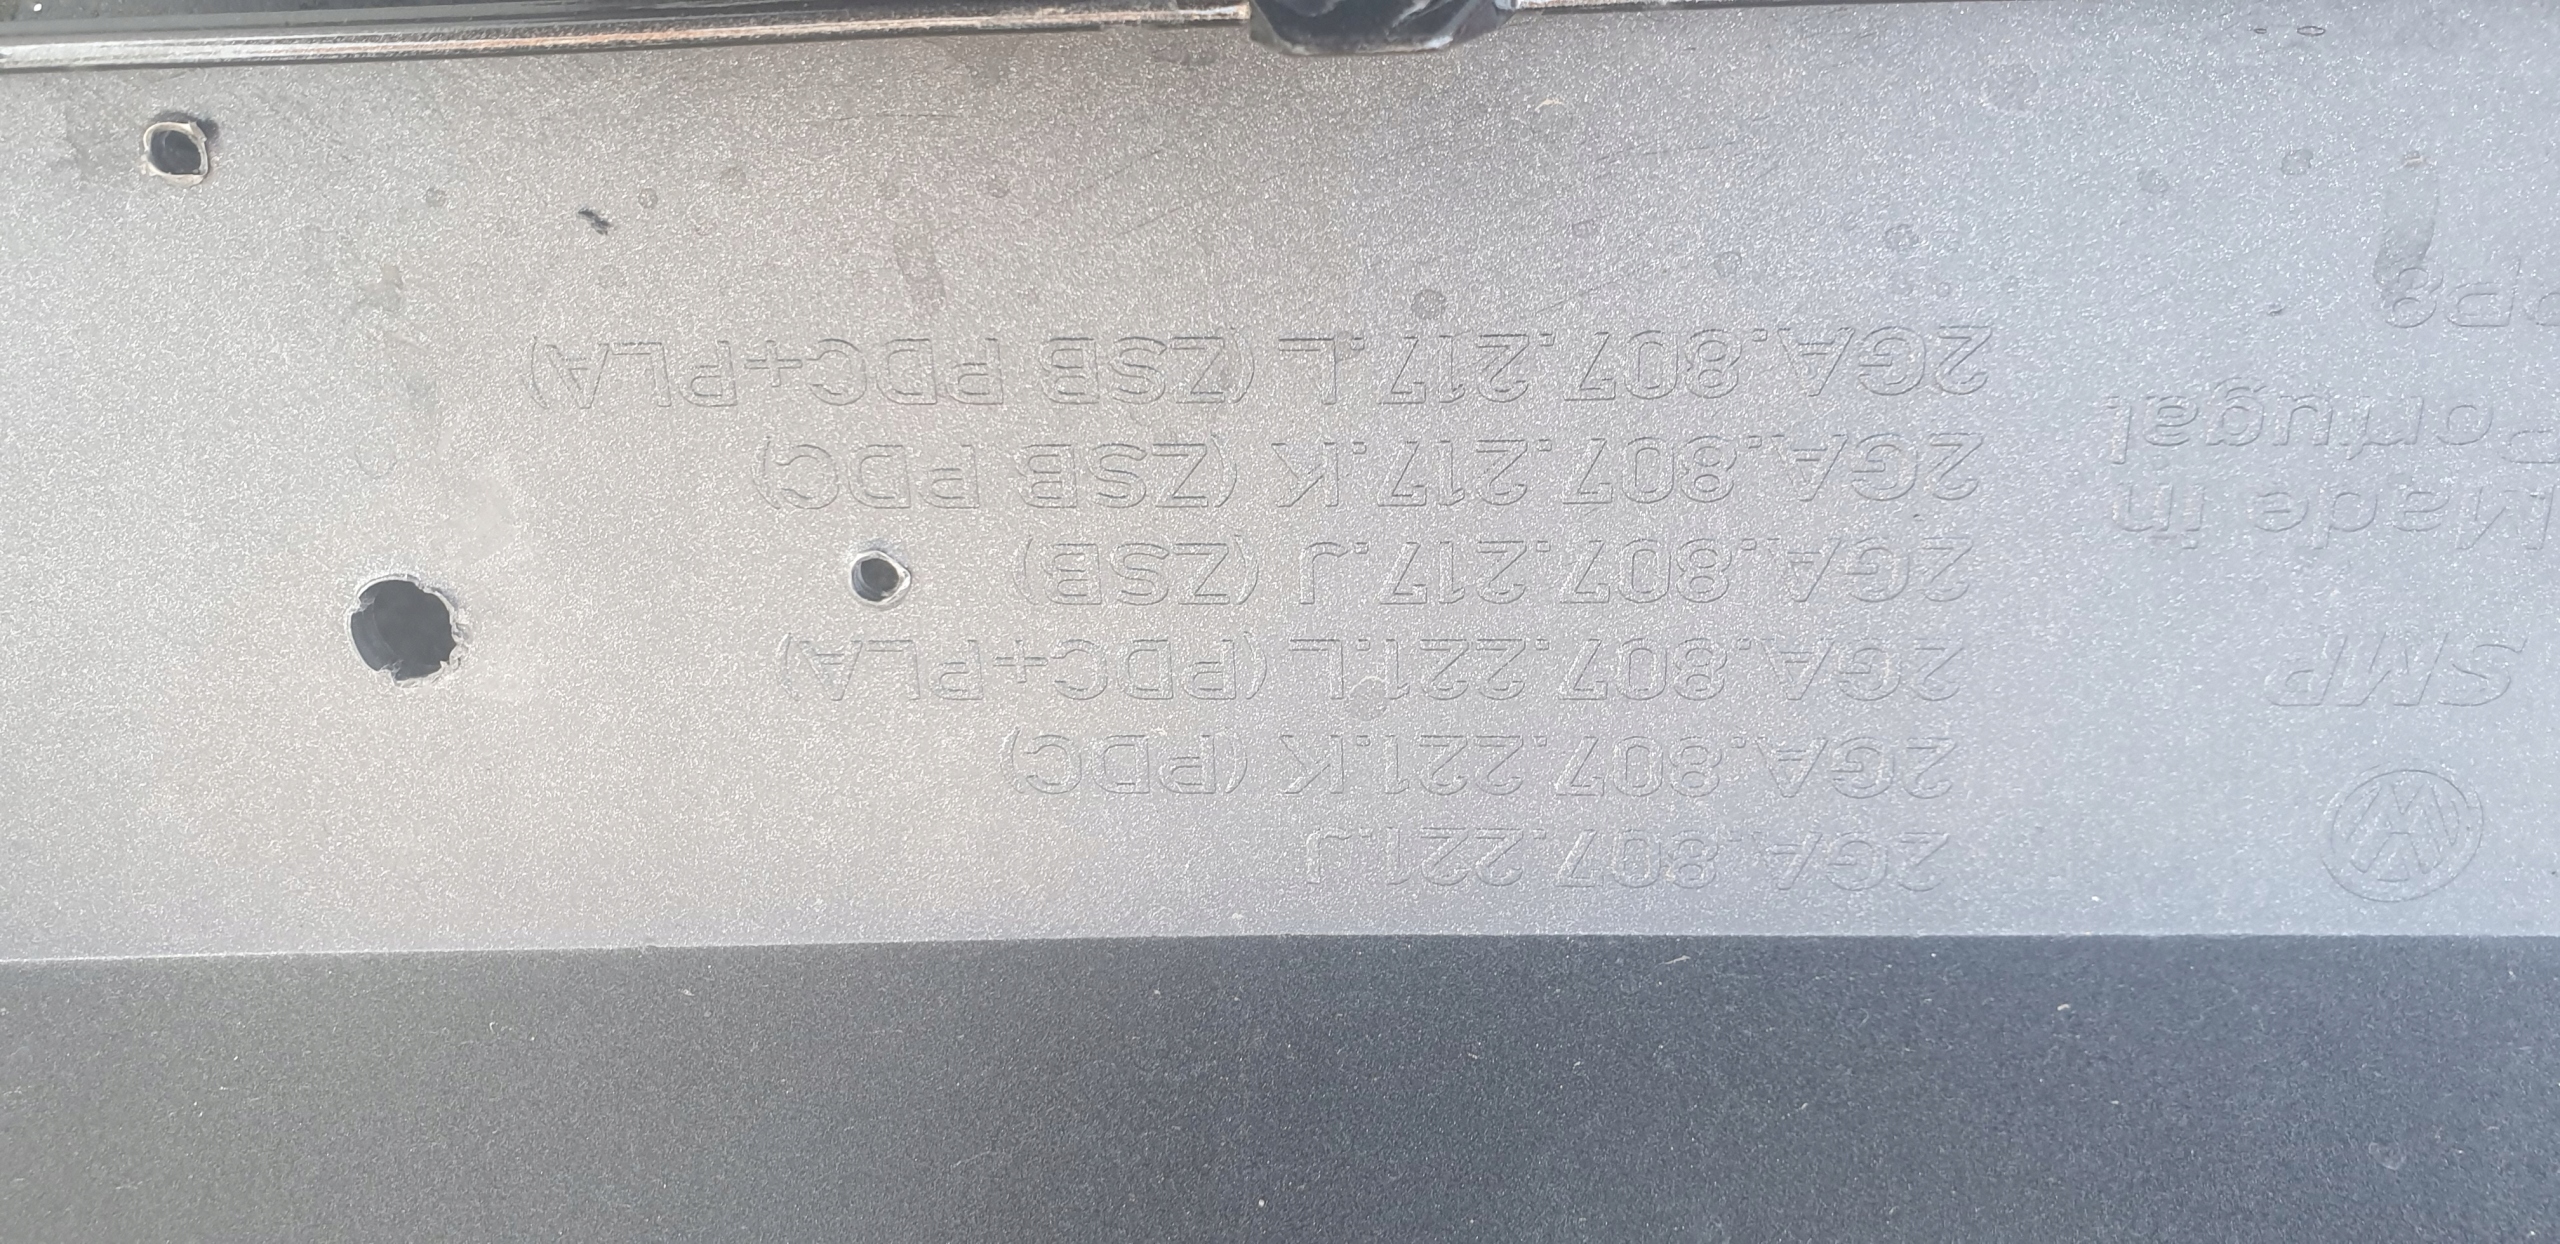 2GA.807.221.J
2GA.807.221.K (PDC)
2GA.807.221.L (PDC+PLA)
2GA.807.217.J (ZSB)
2GA.807.217.K (ZSB PDC)
2GA.807.217.L (ZSB PDC+PLA)
SMP
Made in
Portugal